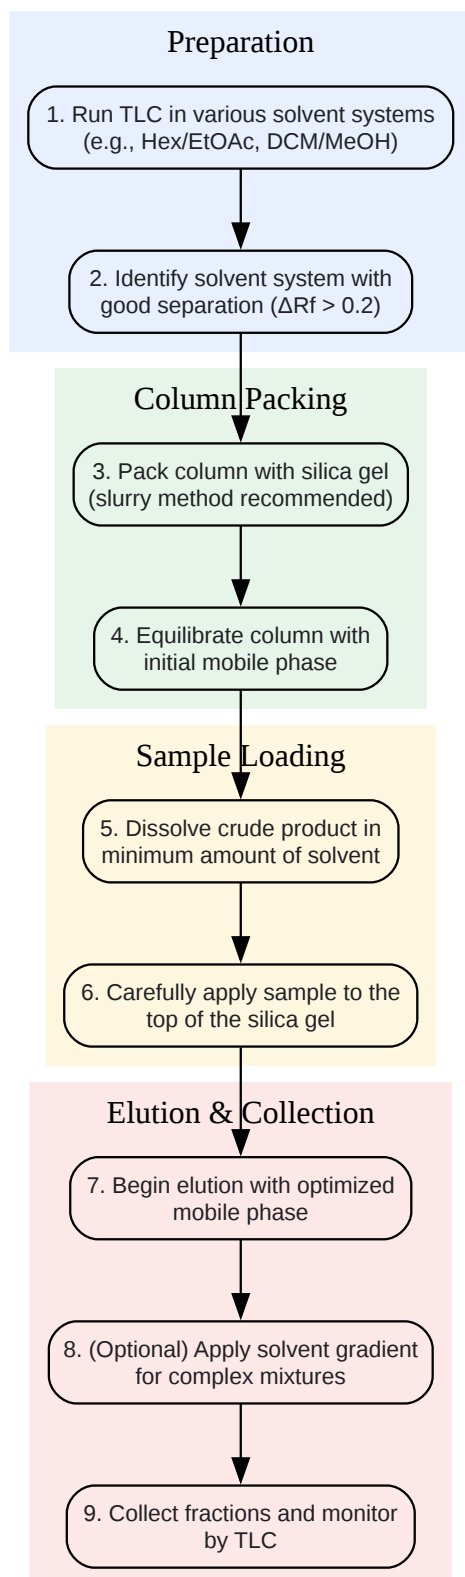 Preparation
1. Run TLC in various solvent systems
(e.g., Hex/EtOAc, DCM/MeOH)
2. Identify solvent system with
good separation (ΔRf > 0.2)
Column Packing
3. Pack column with silica gel
(slurry method recommended)
4. Equilibrate column with
initial mobile phase
Sample Loading
5. Dissolve crude product in
minimum amount of solvent
6. Carefully apply sample to the
top of the silica gel
Elution & Collection
7. Begin elution with optimized
mobile phase
8. (Optional) Apply solvent gradient
for complex mixtures
9. Collect fractions and monitor
by TLC